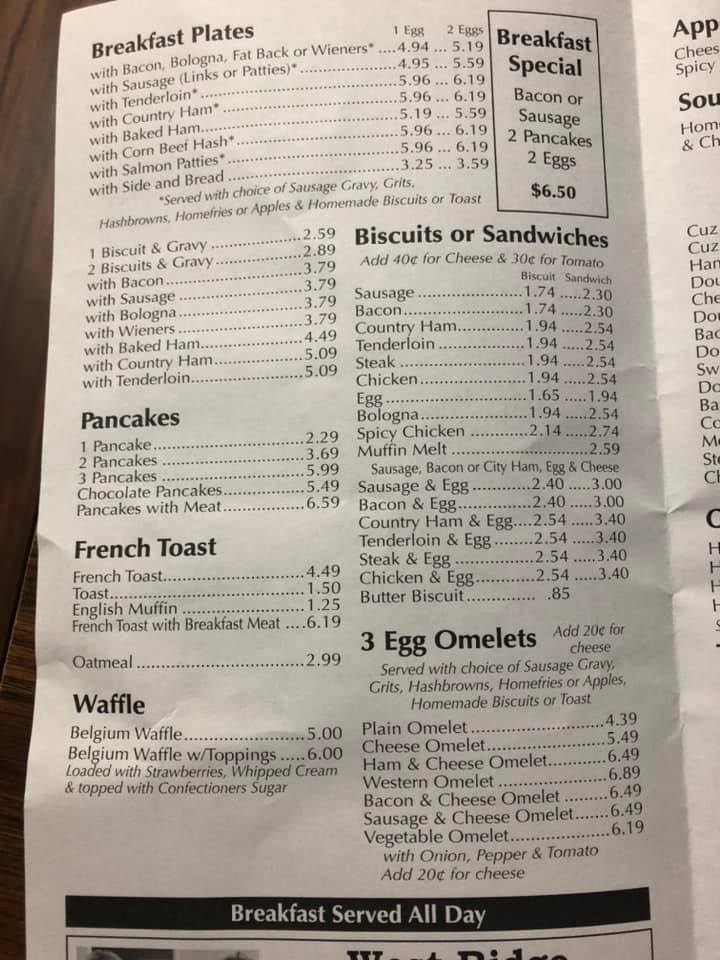 Breakfast Plates 1 Egg 2 Eggs
with Bacon, Bologna, Fat Back or Wieners* ....4.94 ... 5.19
with Sausage (Links or Patties)* ....................4.95 ... 5.59
with Tenderloin* ....................5.96 ... 6.19
with Country Ham* ....................5.96 ... 6.19
with Baked Ham....................5.19 ... 5.59
with Corn Beef Hash*....................5.96 ... 6.19
with Salmon Patties* ....................5.96 ... 6.19
with Side and Bread ....................3.25 ... 3.59
*Served with choice of Sausage Gravy, Grits,
Hashbrowns, Homefries or Apples & Homemade Biscuits or Toast
Breakfast
Special
Bacon or
Sausage
2 Pancakes
2 Eggs
$6.50
1 Biscuit & Gravy ................2.59
2 Biscuits & Gravy................2.89
with Bacon................3.79
with Sausage ................3.79
with Bologna................3.79
with Wieners ................3.79
with Baked Ham................4.49
with Country Ham................5.09
with Tenderloin................5.09
Pancakes
1 Pancake................2.29
2 Pancakes ................3.69
3 Pancakes ................5.99
Chocolate Pancakes................5.49
Pancakes with Meat................6.59
French Toast
French Toast................4.49
Toast................1.50
English Muffin ................1.25
French Toast with Breakfast Meat ....6.19
Oatmeal ................2.99
Waffle
Belgium Waffle................5.00
Belgium Waffle w/Toppings .....6.00
Loaded with Strawberries, Whipped Cream
& topped with Confectioners Sugar
Biscuits or Sandwiches
Add 40¢ for Cheese & 30¢ for Tomato
Biscuit Sandwich
Sausage ................1.74 .....2.30
Bacon................1.74 .....2.30
Country Ham................1.94 .....2.54
Tenderloin ................1.94 .....2.54
Steak ................1.94 .....2.54
Chicken................1.94 .....2.54
Egg................1.65 .....1.94
Bologna................1.94 .....2.54
Spicy Chicken ............2.14 .....2.74
Muffin Melt ................2.59
Sausage, Bacon or City Ham, Egg & Cheese
Sausage & Egg ............2.40 .....3.00
Bacon & Egg............2.40 .....3.00
Country Ham & Egg....2.54 .....3.40
Tenderloin & Egg .......2.54 .....3.40
Steak & Egg ............2.54 .....3.40
Chicken & Egg............2.54 .....3.40
Butter Biscuit.............. .85
3 Egg Omelets Add 20¢ for
cheese
Served with choice of Sausage Gravy,
Grits, Hashbrowns, Homefries or Apples,
Homemade Biscuits or Toast
Plain Omelet ................4.39
Cheese Omelet................5.49
Ham & Cheese Omelet............6.49
Western Omelet ................6.89
Bacon & Cheese Omelet .........6.49
Sausage & Cheese Omelet.......6.49
Vegetable Omelet................6.19
with Onion, Pepper & Tomato
Add 20¢ for cheese
Breakfast Served All Day
App
Chees
Spicy
Sou
& Ch
Cuz
Cuz